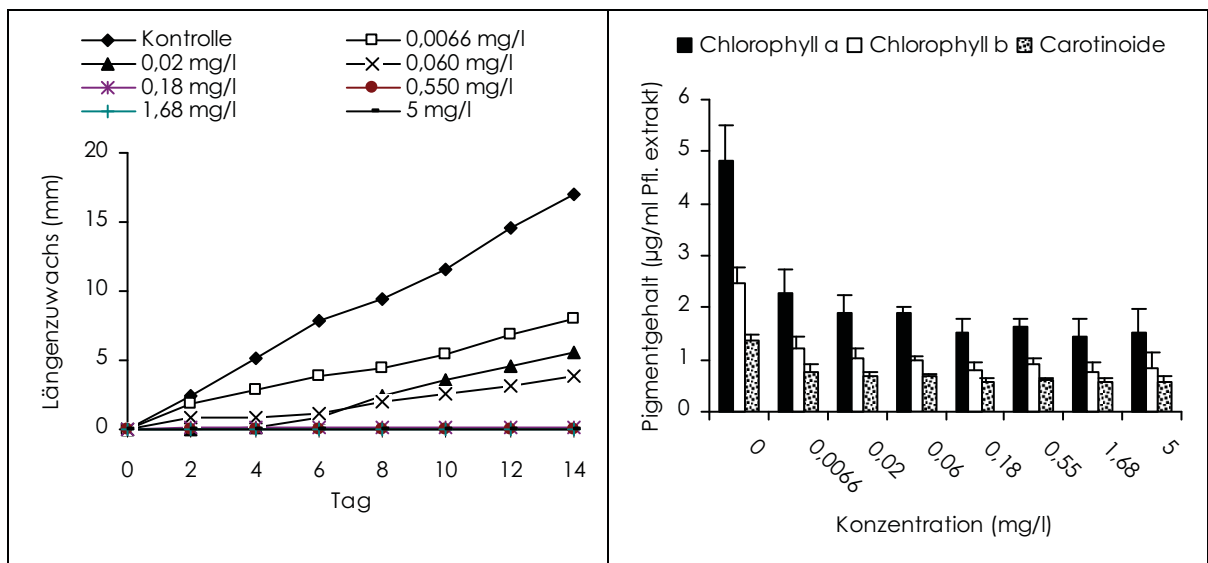 Kontrolle
0,0066 mg/l
0,02 mg/l
0,060 mg/l
0,18 mg/l
0,550 mg/l
1,68 mg/l
5 mg/l
20
15
10
5
0
Längenzuwachs (mm)
0 2 4 6 8 10 12 14
Tag
Chlorophyll a Chlorophyll b Carotinoide
6
5
4
3
2
1
0
Pigmentgehalt (µg/ml Pfl. extrakt)
0 0,0066 0,02 0,06 0,18 0,55 1,68 5
Konzentration (mg/l)